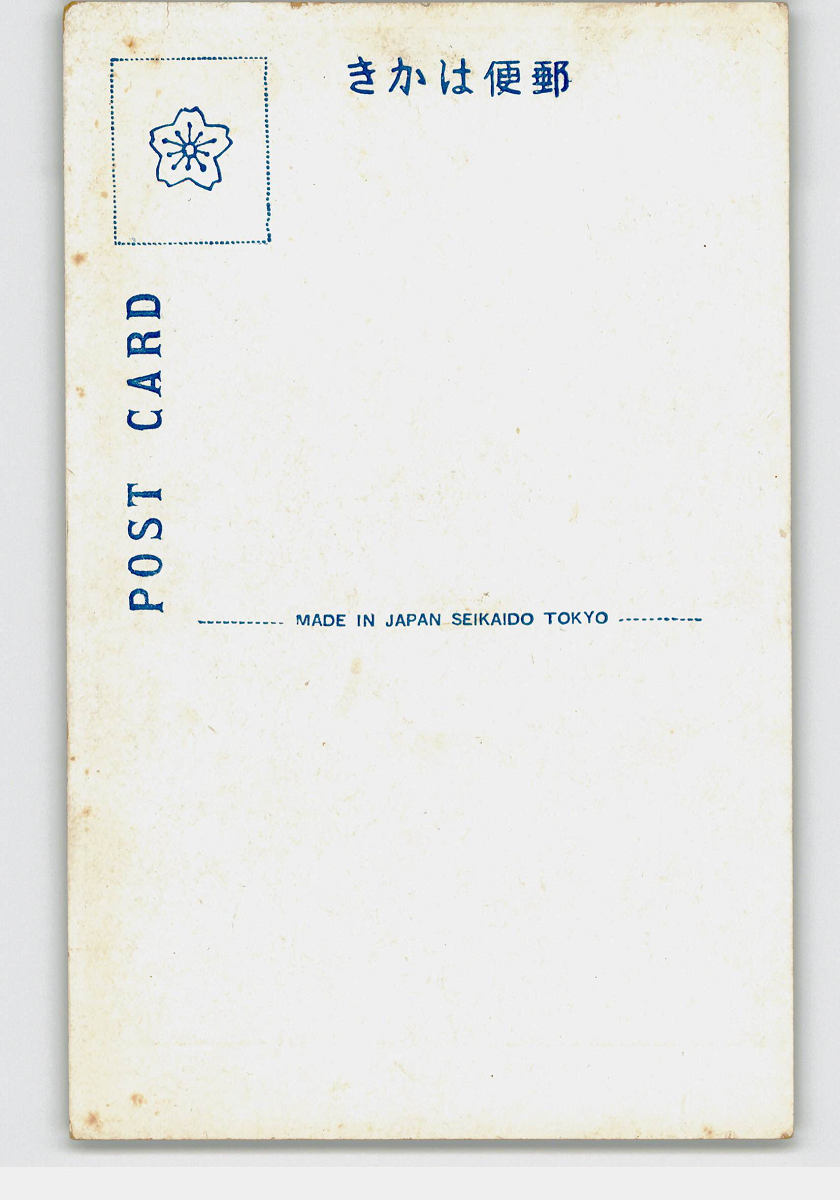 きかは便郵
POST CARD
MADE IN JAPAN SEIKAIDO TOKYO